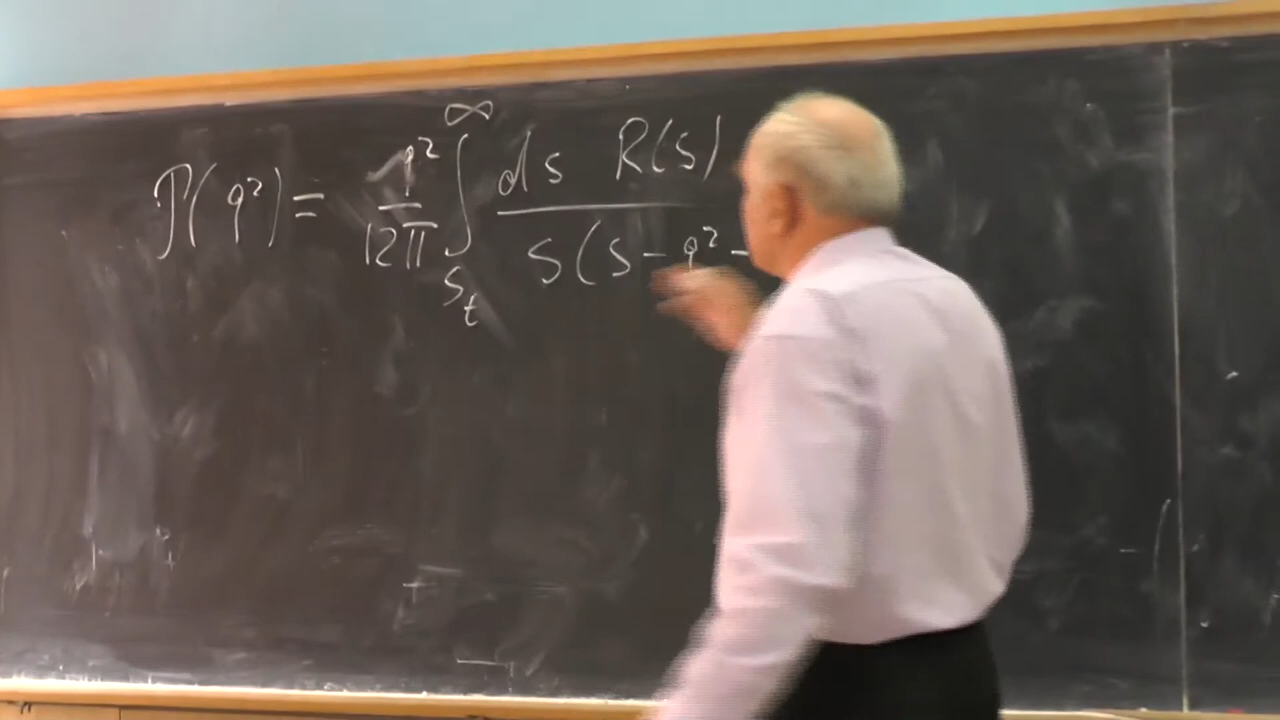 P(q²) = q²/12π ∫_{S_t}^{∞} ds R(s) / s(s - q² -